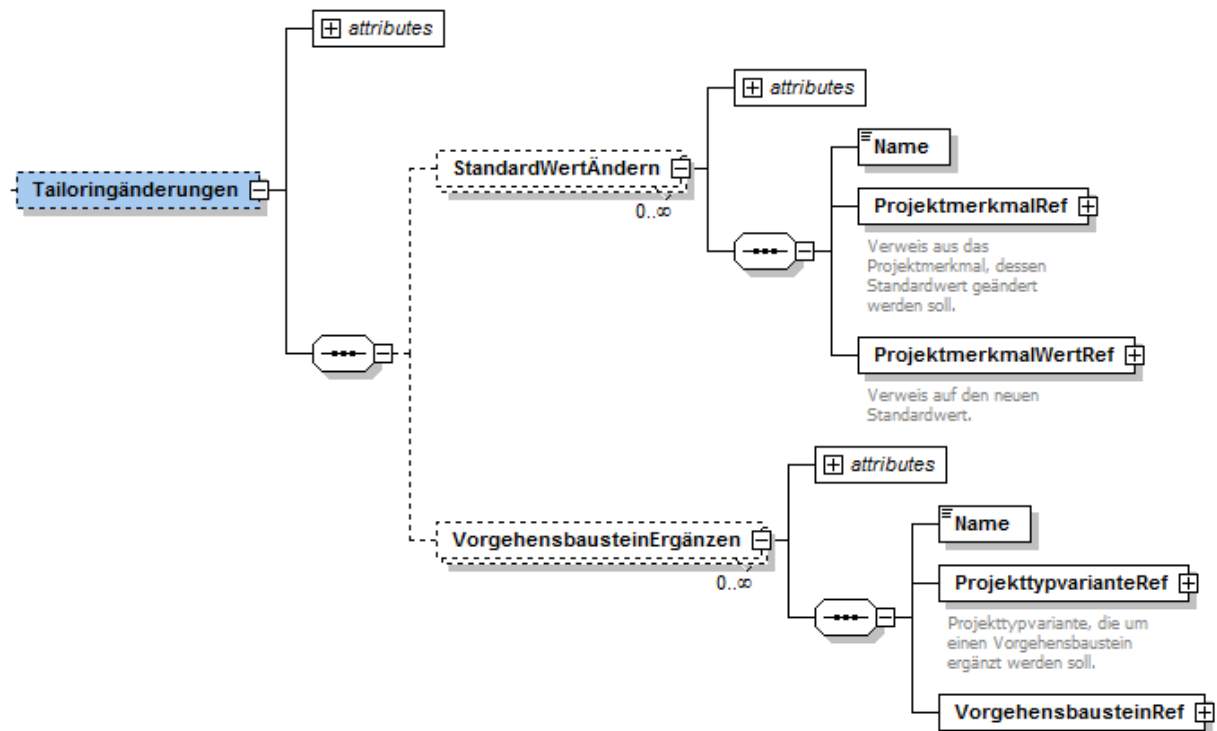 attributes
Tailoringänderungen
StandardWertÄndern
0..∞
attributes
Name
ProjektmerkmalRef
Verweis aus das
Projektmerkmal, dessen
Standardwert geändert
werden soll.
ProjektmerkmalWertRef
Verweis auf den neuen
Standardwert.
VorgehensbausteinErgänzen
0..∞
attributes
Name
ProjekttypvarianteRef
Projekttypvariante, die um
einen Vorgehensbaustein
ergänzt werden soll.
VorgehensbausteinRef